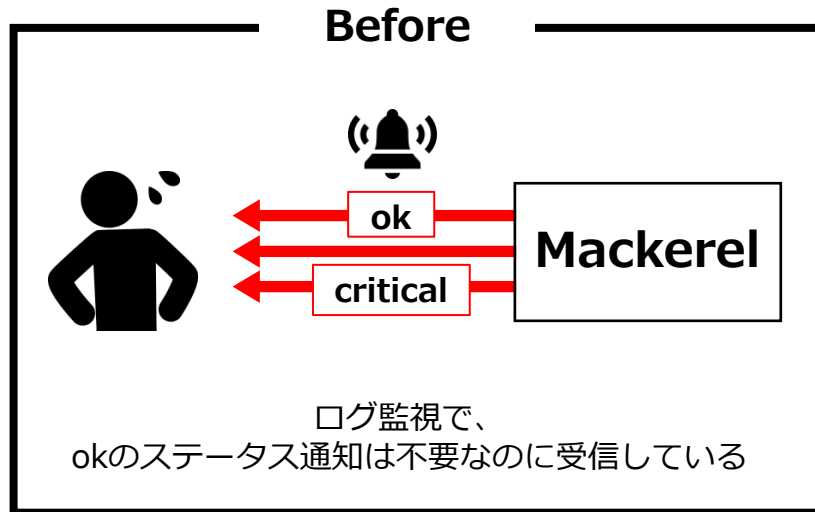 Before
ok
Mackerel
critical
ログ監視で、
okのステータス通知は不要なのに受信している